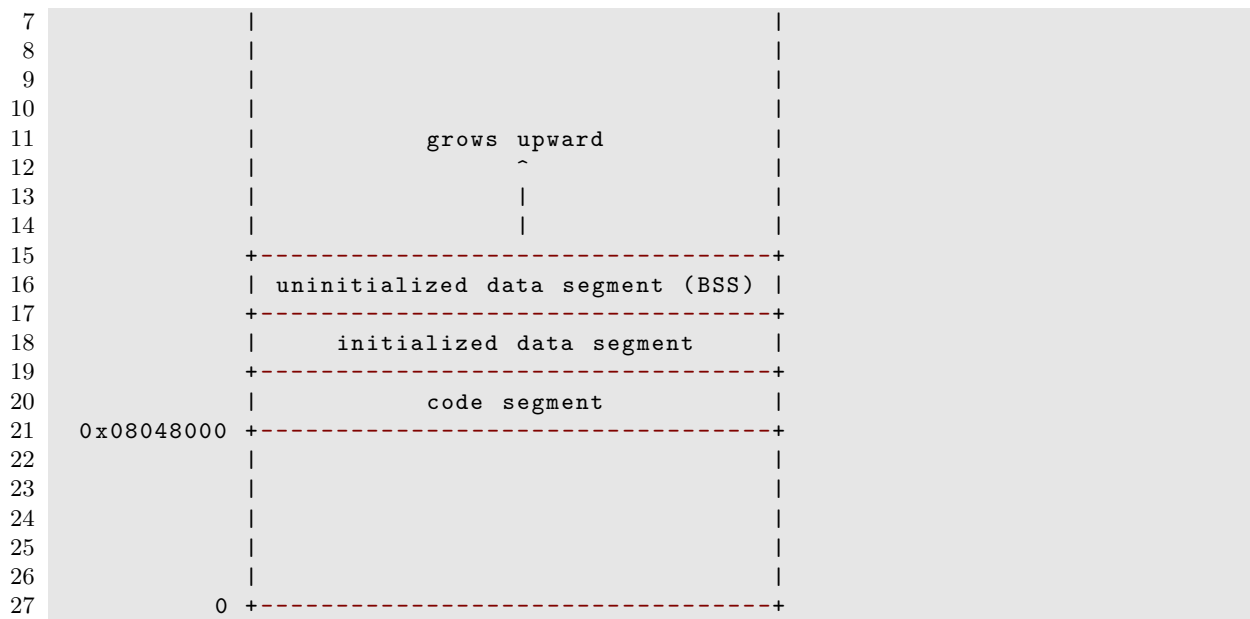 7 | |
8 | |
9 | |
10 | |
11 | grows upward |
12 | ^ |
13 | | |
14 | | |
15 +----------------------------------+
16 | uninitialized data segment (BSS) |
17 +----------------------------------+
18 | initialized data segment |
19 +----------------------------------+
20 | code segment |
21 0x08048000 +----------------------------------+
22 | |
23 | |
24 | |
25 | |
26 | |
27 0 +----------------------------------+